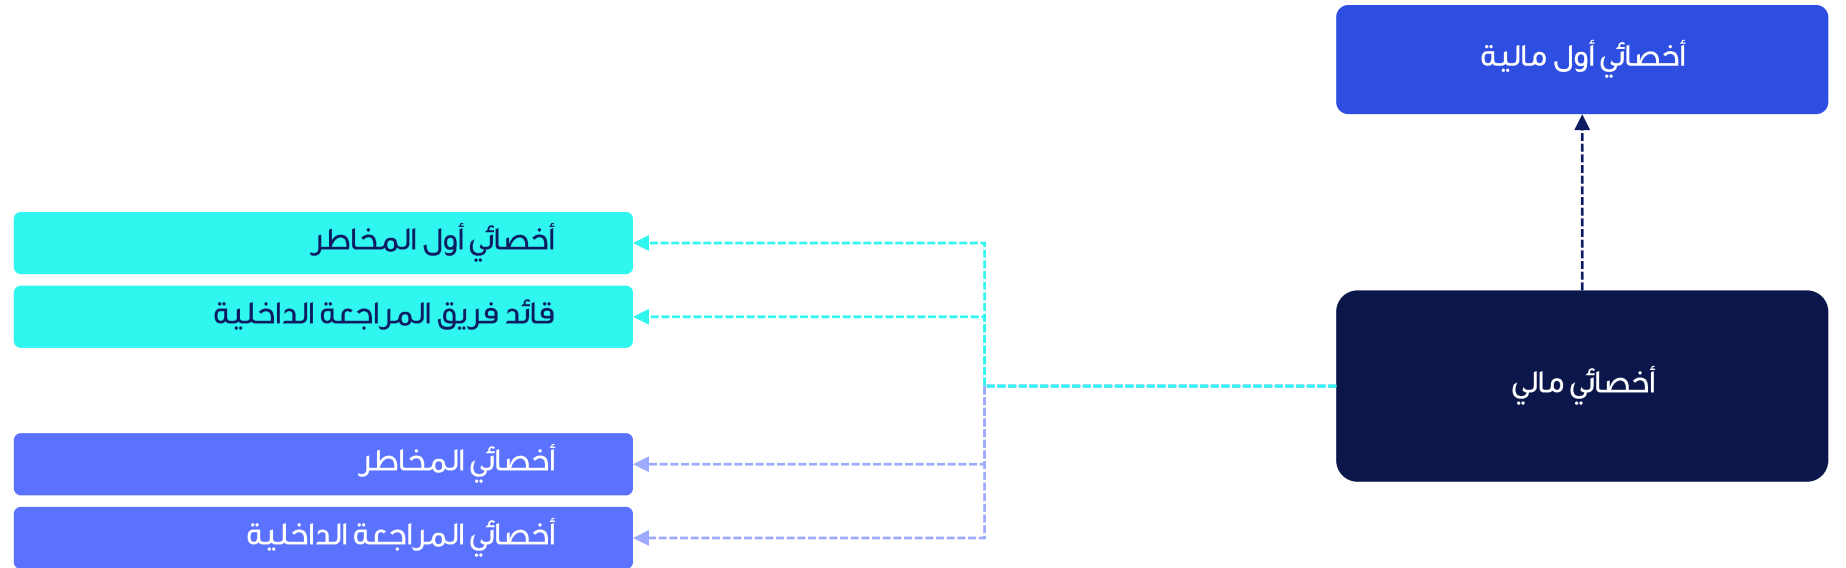 أخصائي أول مالية
أخصائي مالي
أخصائي أول المخاطر
قائد فريق المراجعة الداخلية
أخصائي المخاطر
أخصائي المراجعة الداخلية